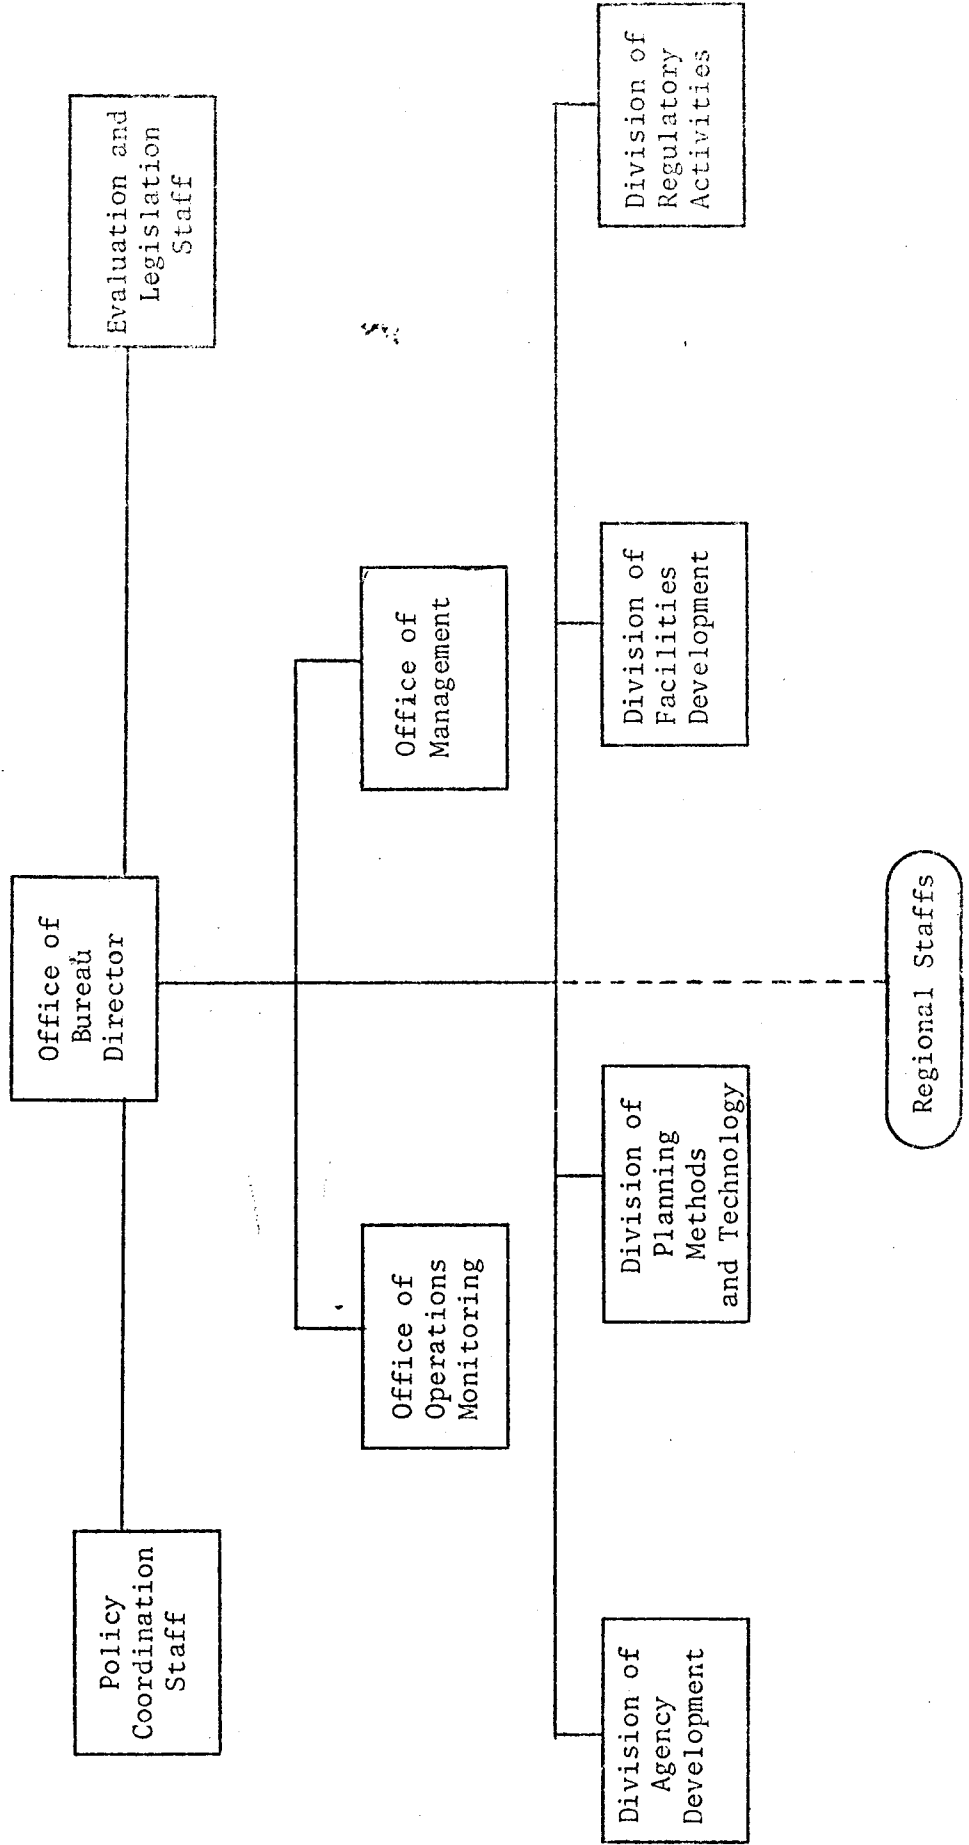 Office of
Bureau
Director
Policy
Coordination
Staff
Evaluation and
Legislation
Staff
Office of
Operations
Monitoring
Office of
Management
Division of
Agency
Development
Division of
Planning
Methods
and Technology
Division of
Facilities
Development
Division of
Regulatory
Activities
Regional Staffs